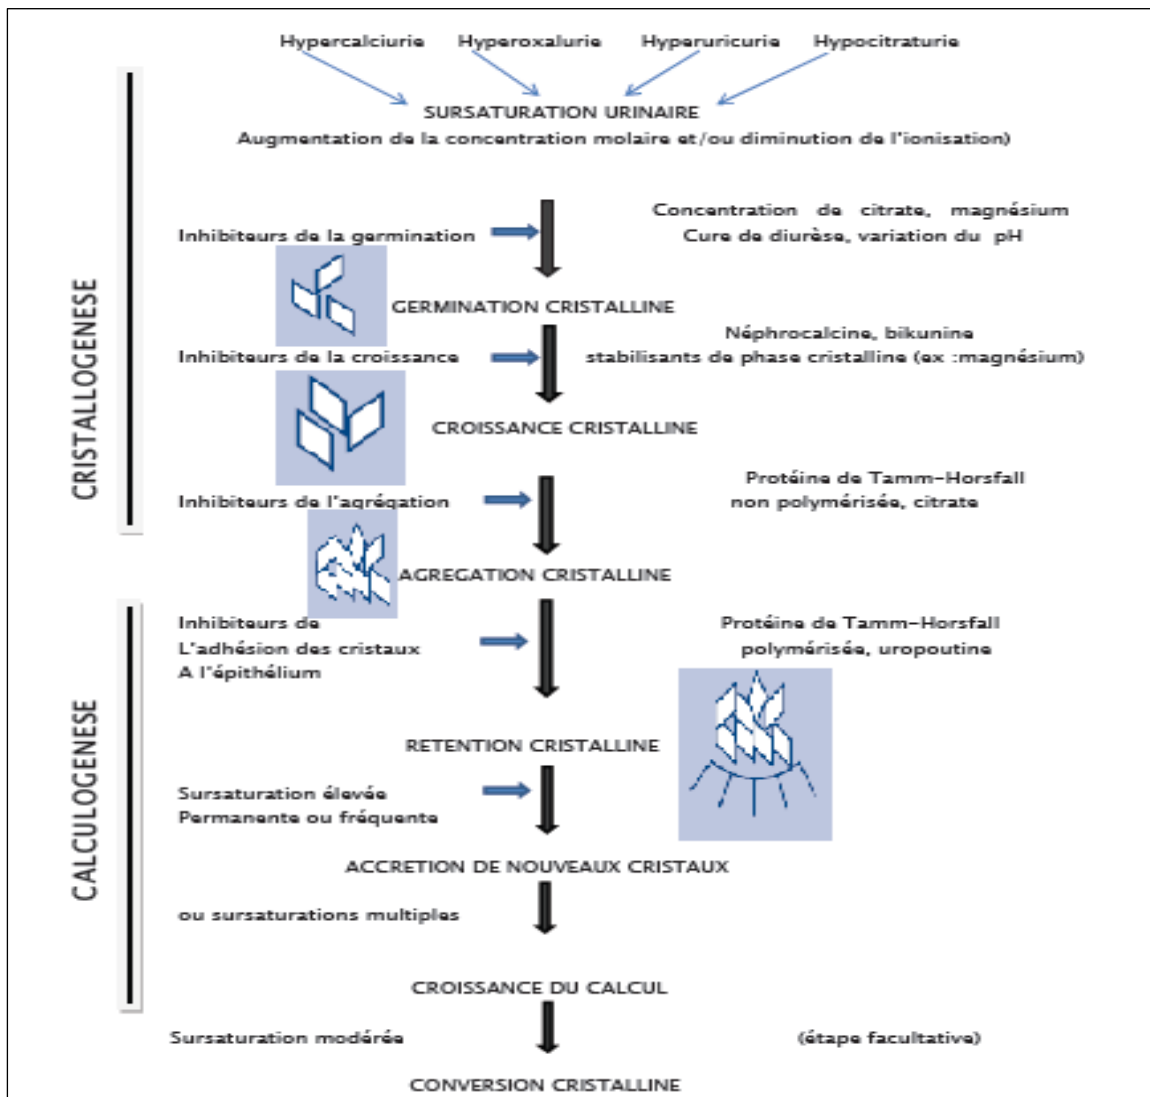 Hypercalciurie Hyperoxalurie Hyperuricurie Hypocitraturie
SURSATURATION URINAIRE
Augmentation de la concentration molaire et/ou diminution de l'ionisation)
CRISTALLOGENESE
Concentration de citrate, magnésium
Inhibiteurs de la germination
Cure de diurèse, variation du pH
GERMINATION CRISTALLINE
Néphrocalcine, bikunine
Inhibiteurs de la croissance
stabilisants de phase cristalline (ex :magnésium)
CROISSANCE CRISTALLINE
Protéine de Tamm-Horsfall
Inhibiteurs de l'agrégation
non polymérisée, citrate
AGREGATION CRISTALLINE
CALCULOGENESE
Inhibiteurs de
L'adhésion des cristaux
A l'épithélium
Protéine de Tamm-Horsfall
polymérisée, uropoutine
RETENTION CRISTALLINE
Sursaturation élevée
Permanente ou fréquente
ACCRETION DE NOUVEAUX CRISTAUX
ou sursaturations multiples
CROISSANCE DU CALCUL
Sursaturation modérée
(étape facultative)
CONVERSION CRISTALLINE